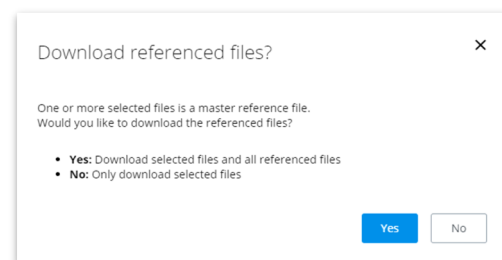 Download referenced files?
One or more selected files is a master reference file.
Would you like to download the referenced files?
• Yes: Download selected files and all referenced files
• No: Only download selected files
Yes No